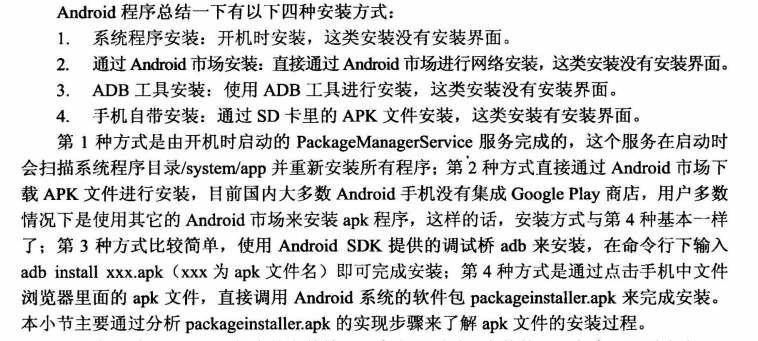 Android 程序总结一下有以下四种安装方式：
1. 系统程序安装：开机时安装，这类安装没有安装界面。
2. 通过 Android 市场安装：直接通过 Android 市场进行网络安装，这类安装没有安装界面。
3. ADB 工具安装：使用 ADB 工具进行安装，这类安装没有安装界面。
4. 手机自带安装：通过 SD 卡里的 APK 文件安装，这类安装有安装界面。
第 1 种方式是由开机时启动的 PackageManagerService 服务完成的，这个服务在启动时
会扫描系统程序目录/system/app 并重新安装所有程序；第 2 种方式直接通过 Android 市场下
载 APK 文件进行安装，目前国内大多数 Android 手机没有集成 Google Play 商店，用户多数
情况下是使用其它的 Android 市场来安装 apk 程序，这样的话，安装方式与第 4 种基本一样
了；第 3 种方式比较简单，使用 Android SDK 提供的调试桥 adb 来安装，在命令行下输入
adb install xxx.apk（xxx 为 apk 文件名）即可完成安装；第 4 种方式是通过点击手机中文件
浏览器里面的 apk 文件，直接调用 Android 系统的软件包 packageinstaller.apk 来完成安装。
本小节主要通过分析 packageinstaller.apk 的实现步骤来了解 apk 文件的安装过程。